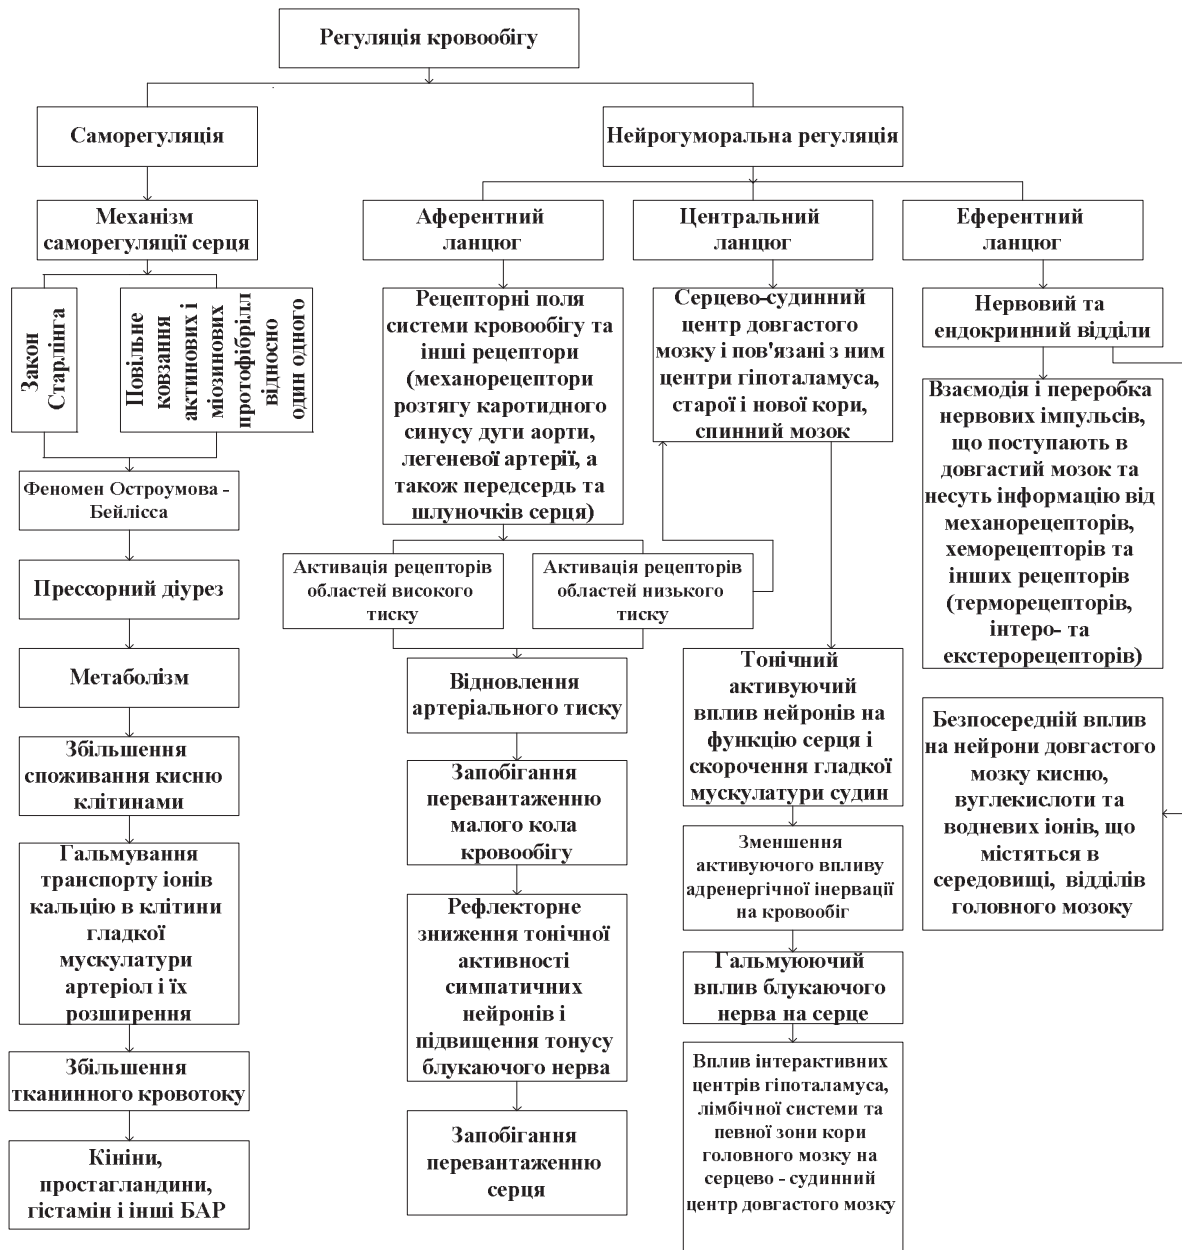 Регуляція кровообігу
Саморегуляція
Нейрогуморальна регуляція
Механізм
саморегуляції серця
Аферентний
ланцюг
Центральний
ланцюг
Еферентний
ланцюг
Закон
Старлінга
Повільне
ковзання
актинових і
міозинових
протофібрілл
відносно
один одного
Рецепторні поля
системи кровообігу та
інші рецептори
(механорецептори
розтягу каротидного
синусу дуги аорти,
легеневої артерії, а
також передсердь та
шлуночків серця)
Серцево-судинний
центр довгастого
мозку і пов'язані з ним
центри гіпоталамуса,
старої і нової кори,
спинний мозок
Нервовий та
ендокринний відділи
Взаємодія і переробка
нервових імпульсів,
що поступають в
довгастий мозок та
несуть інформацію від
механорецепторів,
хеморецепторів та
інших рецепторів
(терморецепторів,
інтеро- та
екстерорецепторів)
Феномен Остроумова -
Бейлісса
Прессорний діурез
Метаболізм
Збільшення
споживання кисню
клітинами
Гальмування
транспорту іонів
кальцію в клітини
гладкої
мускулатури
артеріол і їх
розширення
Збільшення
тканинного кровотоку
Кініни,
простагландини,
гістамін і інші БАР
Активація рецепторів
областей високого
тиску
Активація рецепторів
областей низького
тиску
Відновлення
артеріального тиску
Запобігання
перевантаженню
малого кола
кровообігу
Рефлекторне
зниження тонічної
активності
симпатичних
нейронів і
підвищення тонусу
блукаючого нерва
Запобігання
перевантаженню
серця
Тонічний
активуючий
вплив нейронів на
функцію серця і
скорочення гладкої
мускулатури судин
Зменшення
активуючого впливу
адренергічної інервації
на кровообіг
Гальмуюючий
вплив блукаючого
нерва на серце
Вплив інтерактивних
центрів гіпоталамуса,
лімбічної системи та
певної зони кори
головного мозку на
серцево - судинний
центр довгастого мозку
Безпосередній вплив
на нейрони довгастого
мозку кисню,
вуглекислоти та
водневих іонів, що
містяться в
середовищі, відділів
головного мозоку